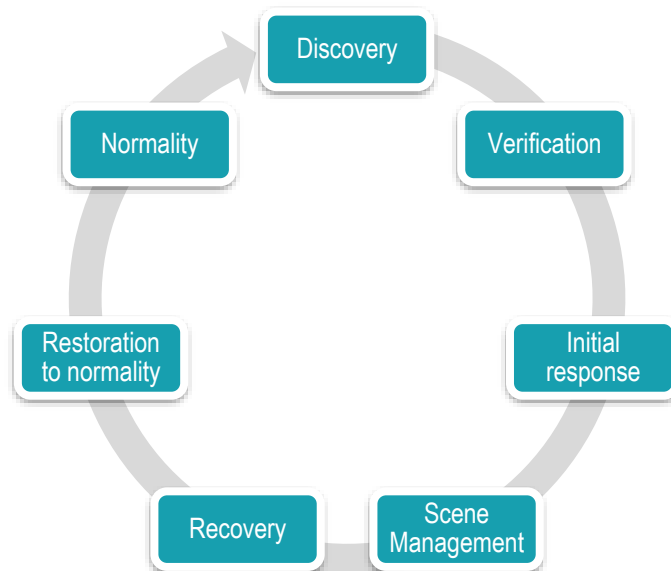 Discovery
Verification
Initial
response
Scene
Management
Recovery
Restoration
to normality
Normality